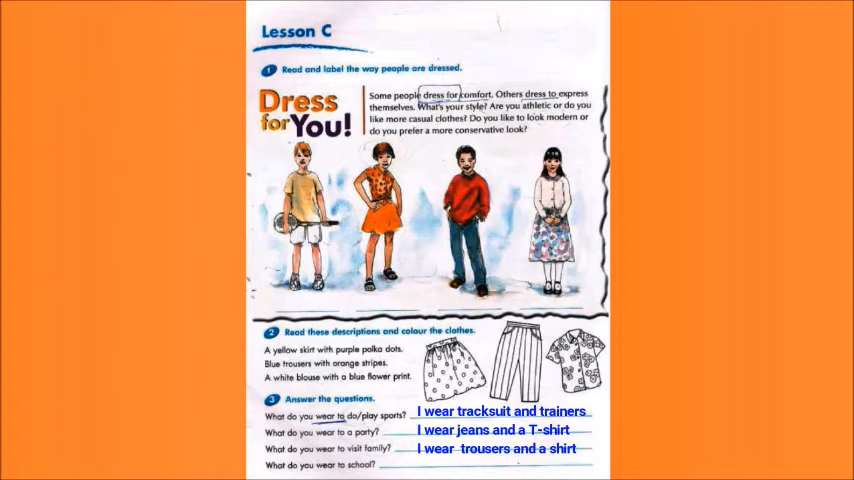 Lesson C
1 Read and label the way people are dressed.
Dress
for You!
Some people dress for comfort. Others dress to express
themselves. What's your style? Are you athletic or do you
like more casual clothes? Do you like to look modern or
do you prefer a more conservative look?
2 Read these descriptions and colour the clothes.
A yellow skirt with purple polka dots.
Blue trousers with orange stripes.
A white blouse with a blue flower print.
3 Answer the questions.
What do you wear to do/play sports? I wear tracksuit and trainers
What do you wear to a party? I wear jeans and a T-shirt
What do you wear to visit family? I wear trousers and a shirt
What do you wear to school?